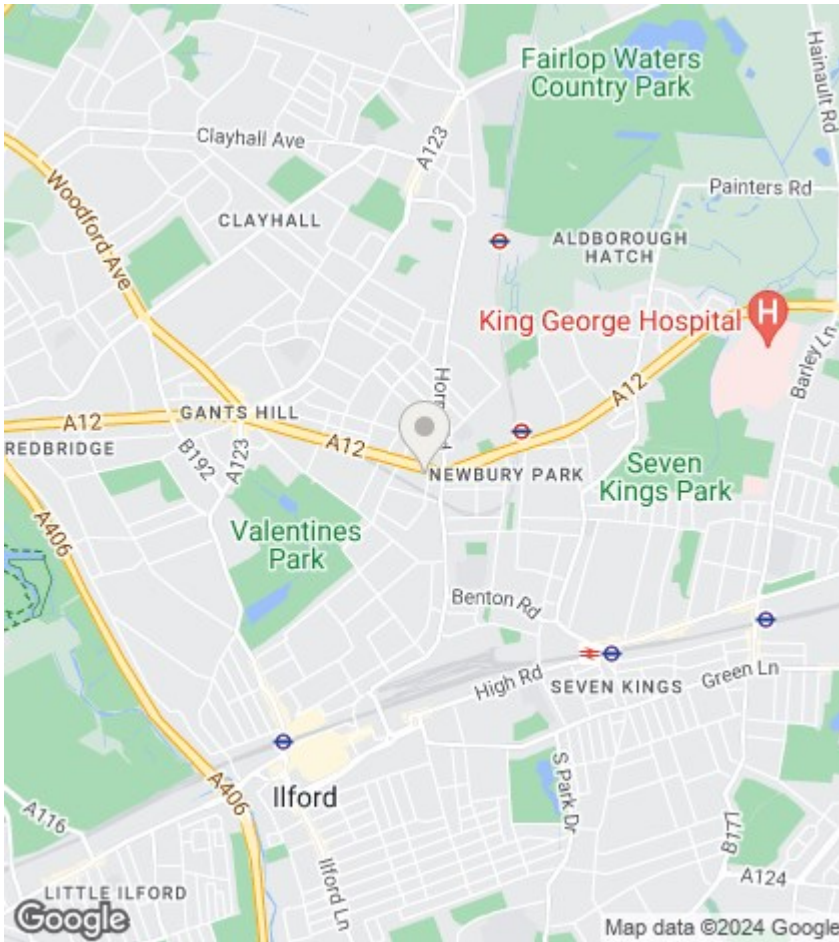 Fairlop Waters
Country Park
Hainault Rd
Clayhall Ave
A123
Painters Rd
CLAYHALL
Woodford Ave
ALDBOROUGH
HATCH
King George Hospital
H
Barley Ln
A12
A12
GANTS HILL
A12
REDBRIDGE
B192
A123
NEWBURY PARK
Seven
Kings Park
A406
Valentines
Park
Benton Rd
High Rd
SEVEN KINGS
Green Ln
S Park Dr
A406
Ilford
A116
B177
A124
Ilford Ln
LITTLE ILFORD
Google
Map data ©2024 Google